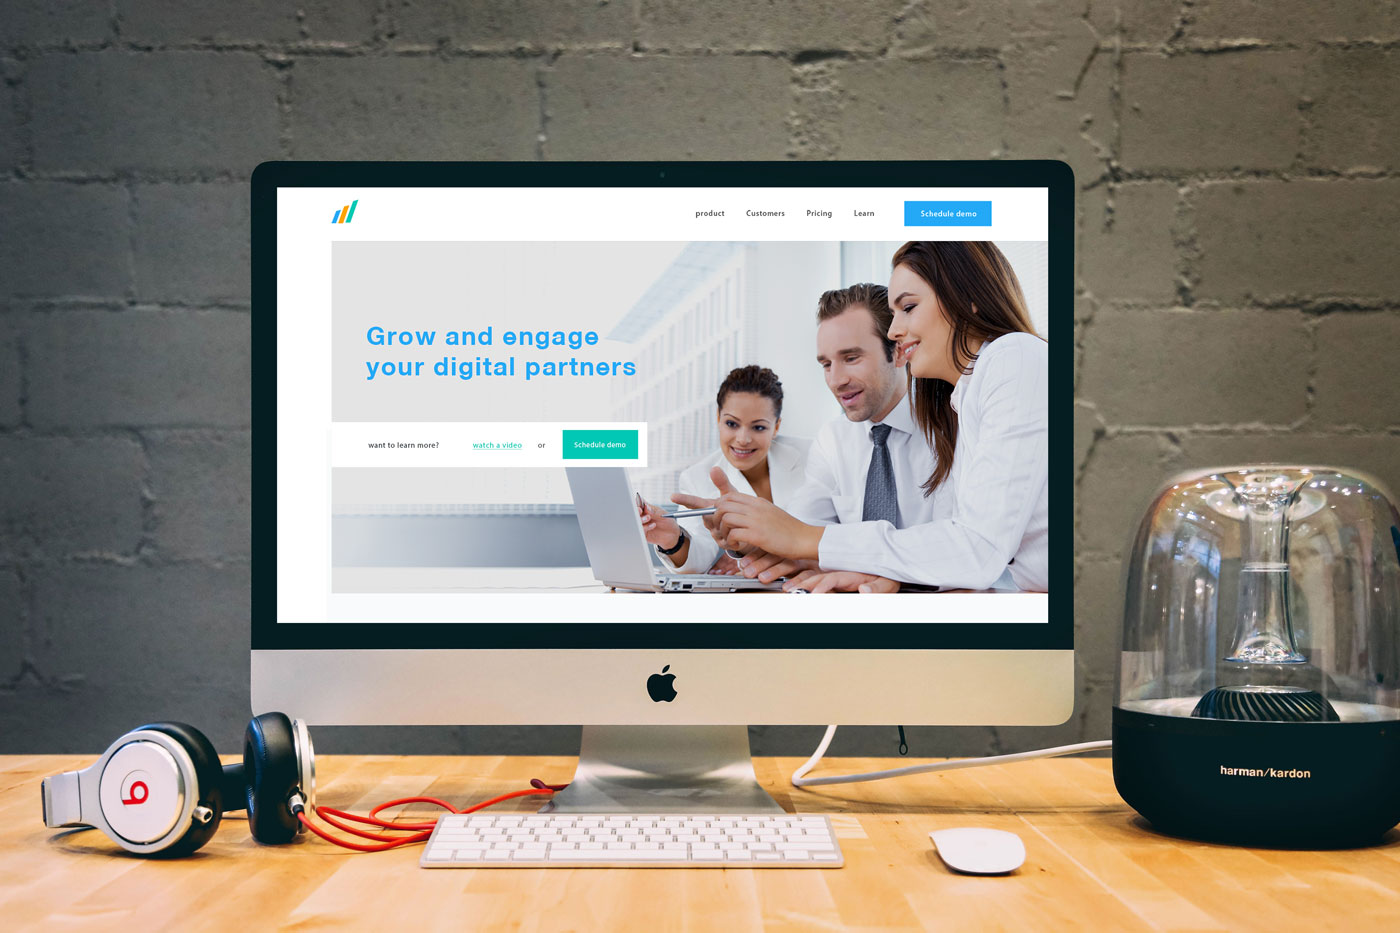 product Customers Pricing Learn Schedule demo
Grow and engage
your digital partners
want to learn more? watch a video or Schedule demo
b
harman/kardon